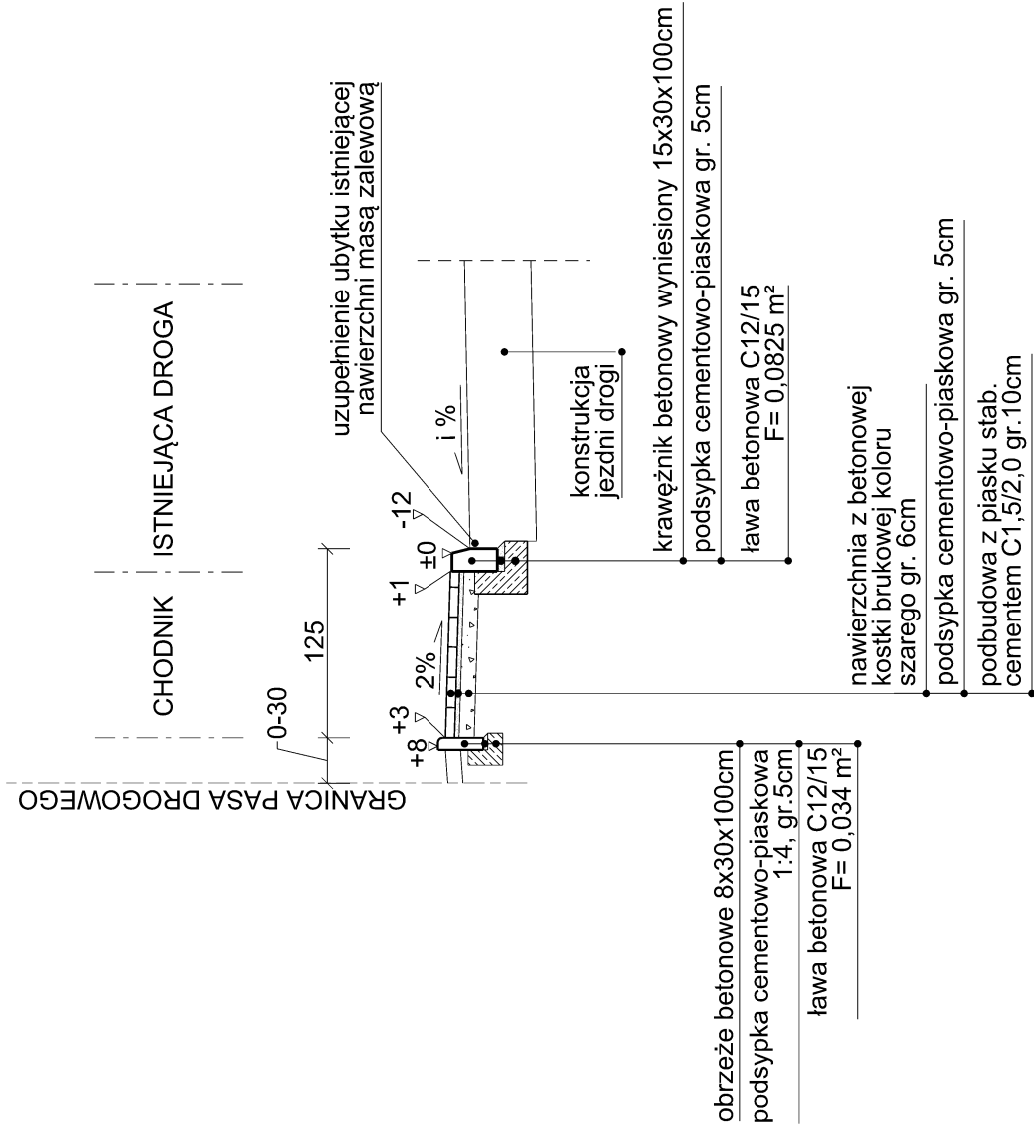 GRANICA PASA DROGOWEGO
CHODNIK
ISTNIEJĄCA DROGA
0-30
125
uzupełnienie ubytku istniejącej
nawierzchni masą zalewową
+8
+3
2%
+1
±0
-12
i %
konstrukcja
jezdni drogi
krawężnik betonowy wyniesiony 15x30x100cm
podsypka cementowo-piaskowa gr. 5cm
ława betonowa C12/15
F= 0,0825 m²
nawierzchnia z betonowej
kostki brukowej koloru
szarego gr. 6cm
podsypka cementowo-piaskowa gr. 5cm
podbudowa z piasku stab.
cementem C1,5/2,0 gr.10cm
obrzeże betonowe 8x30x100cm
podsypka cementowo-piaskowa
1:4, gr.5cm
ława betonowa C12/15
F= 0,034 m²